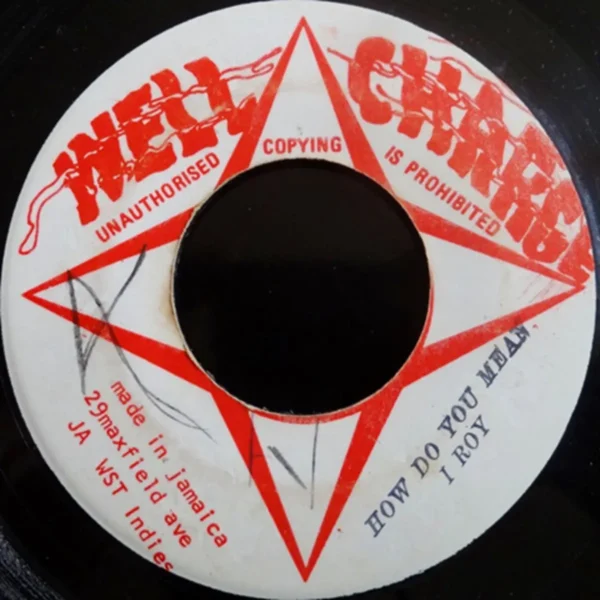 WELL CHARGE
UNAUTHORISED COPYING IS PROHIBITED
made in jamaica
29maxfield ave
JA WST Indies
HOW DO YOU MEAN
I ROY